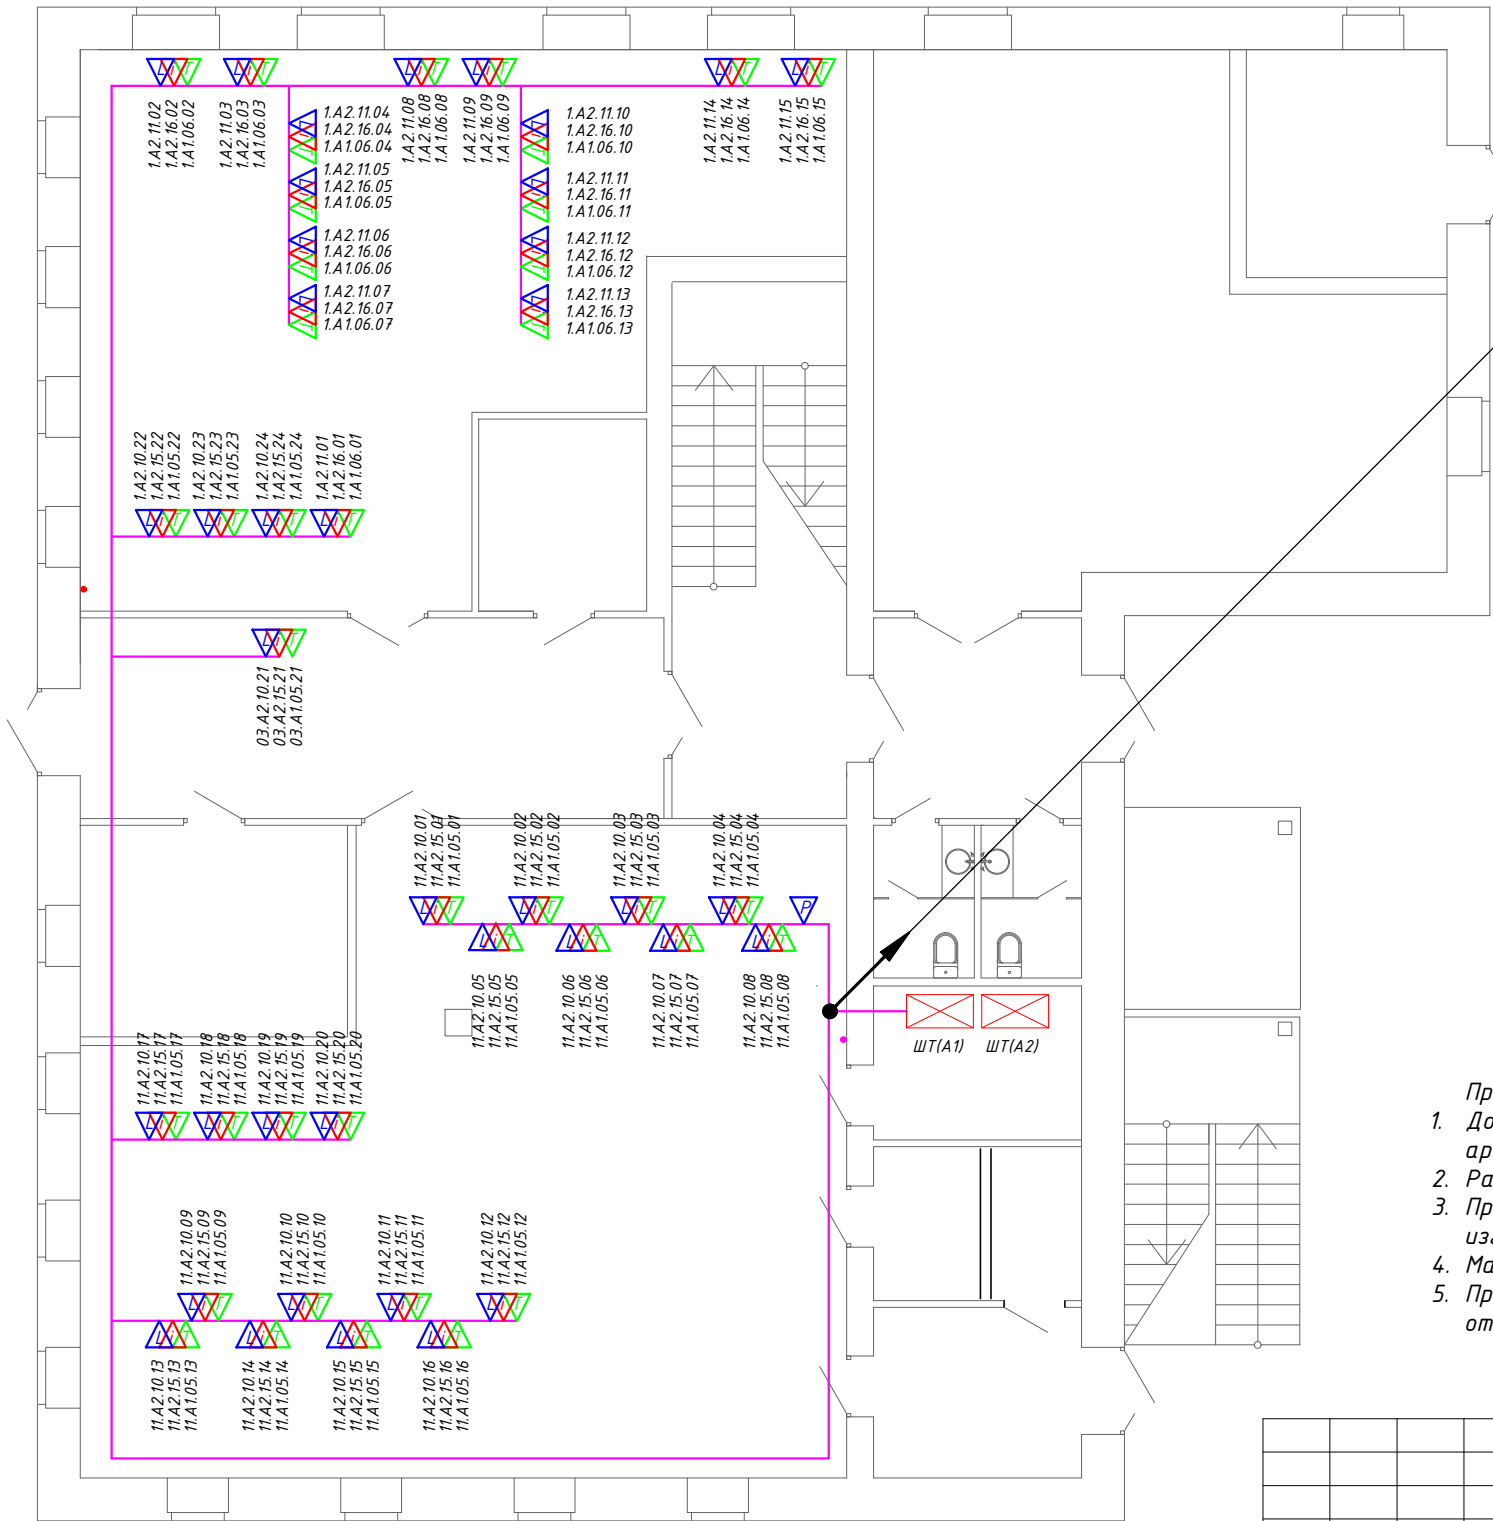 L i T
L i T
L i T
L i T
L i T
L i T
1.A2.11.02
1.A2.16.02
1.A1.06.02
1.A2.11.03
1.A2.16.03
1.A1.06.03
1.A2.11.04
1.A2.16.04
1.A1.06.04
1.A2.11.05
1.A2.16.05
1.A1.06.05
1.A2.11.06
1.A2.16.06
1.A1.06.06
1.A2.11.07
1.A2.16.07
1.A1.06.07
1.A2.11.08
1.A2.16.08
1.A1.06.08
1.A2.11.09
1.A2.16.09
1.A1.06.09
1.A2.11.10
1.A2.16.10
1.A1.06.10
1.A2.11.11
1.A2.16.11
1.A1.06.11
1.A2.11.12
1.A2.16.12
1.A1.06.12
1.A2.11.13
1.A2.16.13
1.A1.06.13
1.A2.11.14
1.A2.16.14
1.A1.06.14
1.A2.11.15
1.A2.16.15
1.A1.06.15
1.A2.10.22
1.A2.15.22
1.A1.05.22
1.A2.10.23
1.A2.15.23
1.A1.05.23
1.A2.10.24
1.A2.15.24
1.A1.05.24
1.A2.11.01
1.A2.16.01
1.A1.06.01
L i T
L i T
L i T
L i T
L i T
03.A2.10.21
03.A2.15.21
03.A1.05.21
11.A2.10.01
11.A2.15.01
11.A1.05.01
11.A2.10.02
11.A2.15.02
11.A1.05.02
11.A2.10.03
11.A2.15.03
11.A1.05.03
11.A2.10.04
11.A2.15.04
11.A1.05.04
L i T
L i T
L i T
L i T
P
L i T
L i T
L i T
L i T
11.A2.10.05
11.A2.15.05
11.A1.05.05
11.A2.10.06
11.A2.15.06
11.A1.05.06
11.A2.10.07
11.A2.15.07
11.A1.05.07
11.A2.10.08
11.A2.15.08
11.A1.05.08
ШТ(А1)
ШТ(А2)
11.A2.10.17
11.A2.15.17
11.A1.05.17
11.A2.10.18
11.A2.15.18
11.A1.05.18
11.A2.10.19
11.A2.15.19
11.A1.05.19
11.A2.10.20
11.A2.15.20
11.A1.05.20
L i T
L i T
L i T
L i T
11.A2.10.09
11.A2.15.09
11.A1.05.09
11.A2.10.10
11.A2.15.10
11.A1.05.10
11.A2.10.11
11.A2.15.11
11.A1.05.11
11.A2.10.12
11.A2.15.12
11.A1.05.12
L i T
L i T
L i T
L i T
L i T
L i T
L i T
L i T
11.A2.10.13
11.A2.15.13
11.A1.05.13
11.A2.10.14
11.A2.15.14
11.A1.05.14
11.A2.10.15
11.A2.15.15
11.A1.05.15
11.A2.10.16
11.A2.15.16
11.A1.05.16
Пр
1. До
ар
2. Ра
3. Пр
из
4. Ма
5. Пр
от